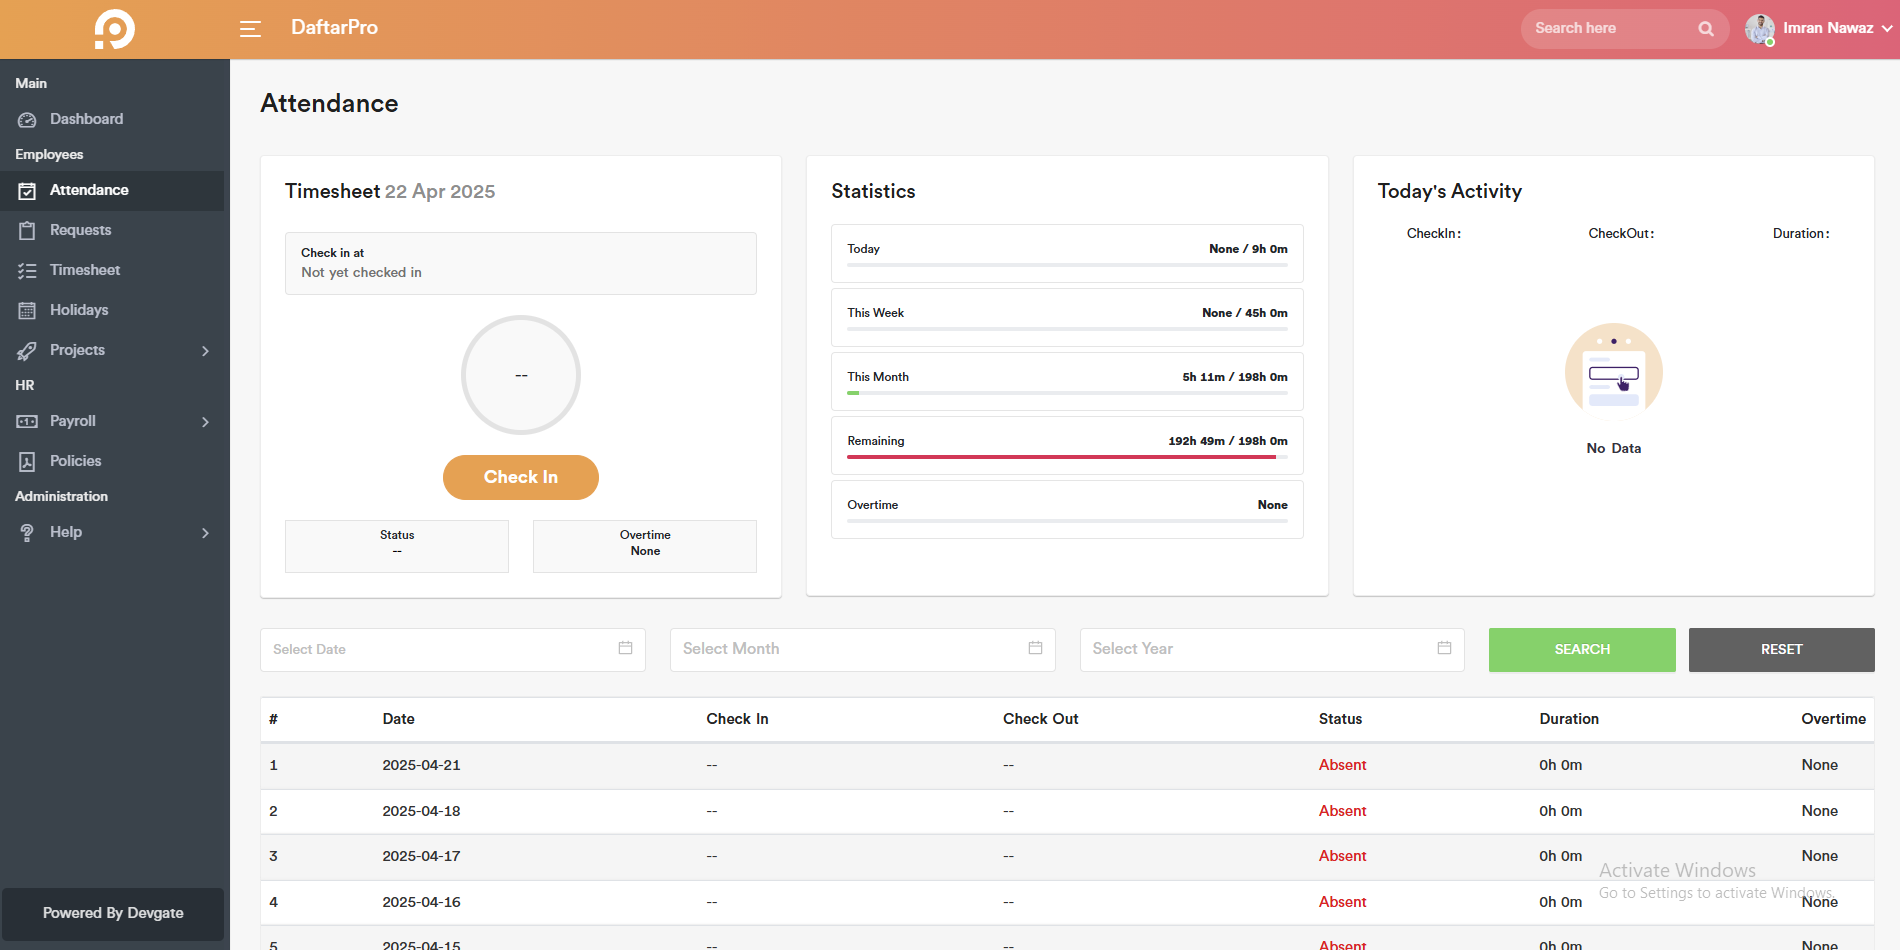 DaftarPro
Search here
Imran Nawaz
Main
Dashboard
Employees
Attendance
Requests
Timesheet
Holidays
Projects
HR
Payroll
Policies
Administration
Help
Powered By Devgate
Attendance
Timesheet 22 Apr 2025
Check in at
Not yet checked in
--
Check In
Status
--
Overtime
None
Statistics
Today None / 9h 0m
This Week None / 45h 0m
This Month 5h 11m / 198h 0m
Remaining 192h 49m / 198h 0m
Overtime None
Today's Activity
CheckIn: CheckOut: Duration:
No Data
Select Date
Select Month
Select Year
SEARCH
RESET
# Date Check In Check Out Status Duration Overtime
1 2025-04-21 -- -- Absent 0h 0m None
2 2025-04-18 -- -- Absent 0h 0m None
3 2025-04-17 -- -- Absent 0h 0m None
4 2025-04-16 -- -- Absent 0h 0m None
5 2025-04-15 -- -- Absent 0h 0m None
Activate Windows
Go to Settings to activate Windows.